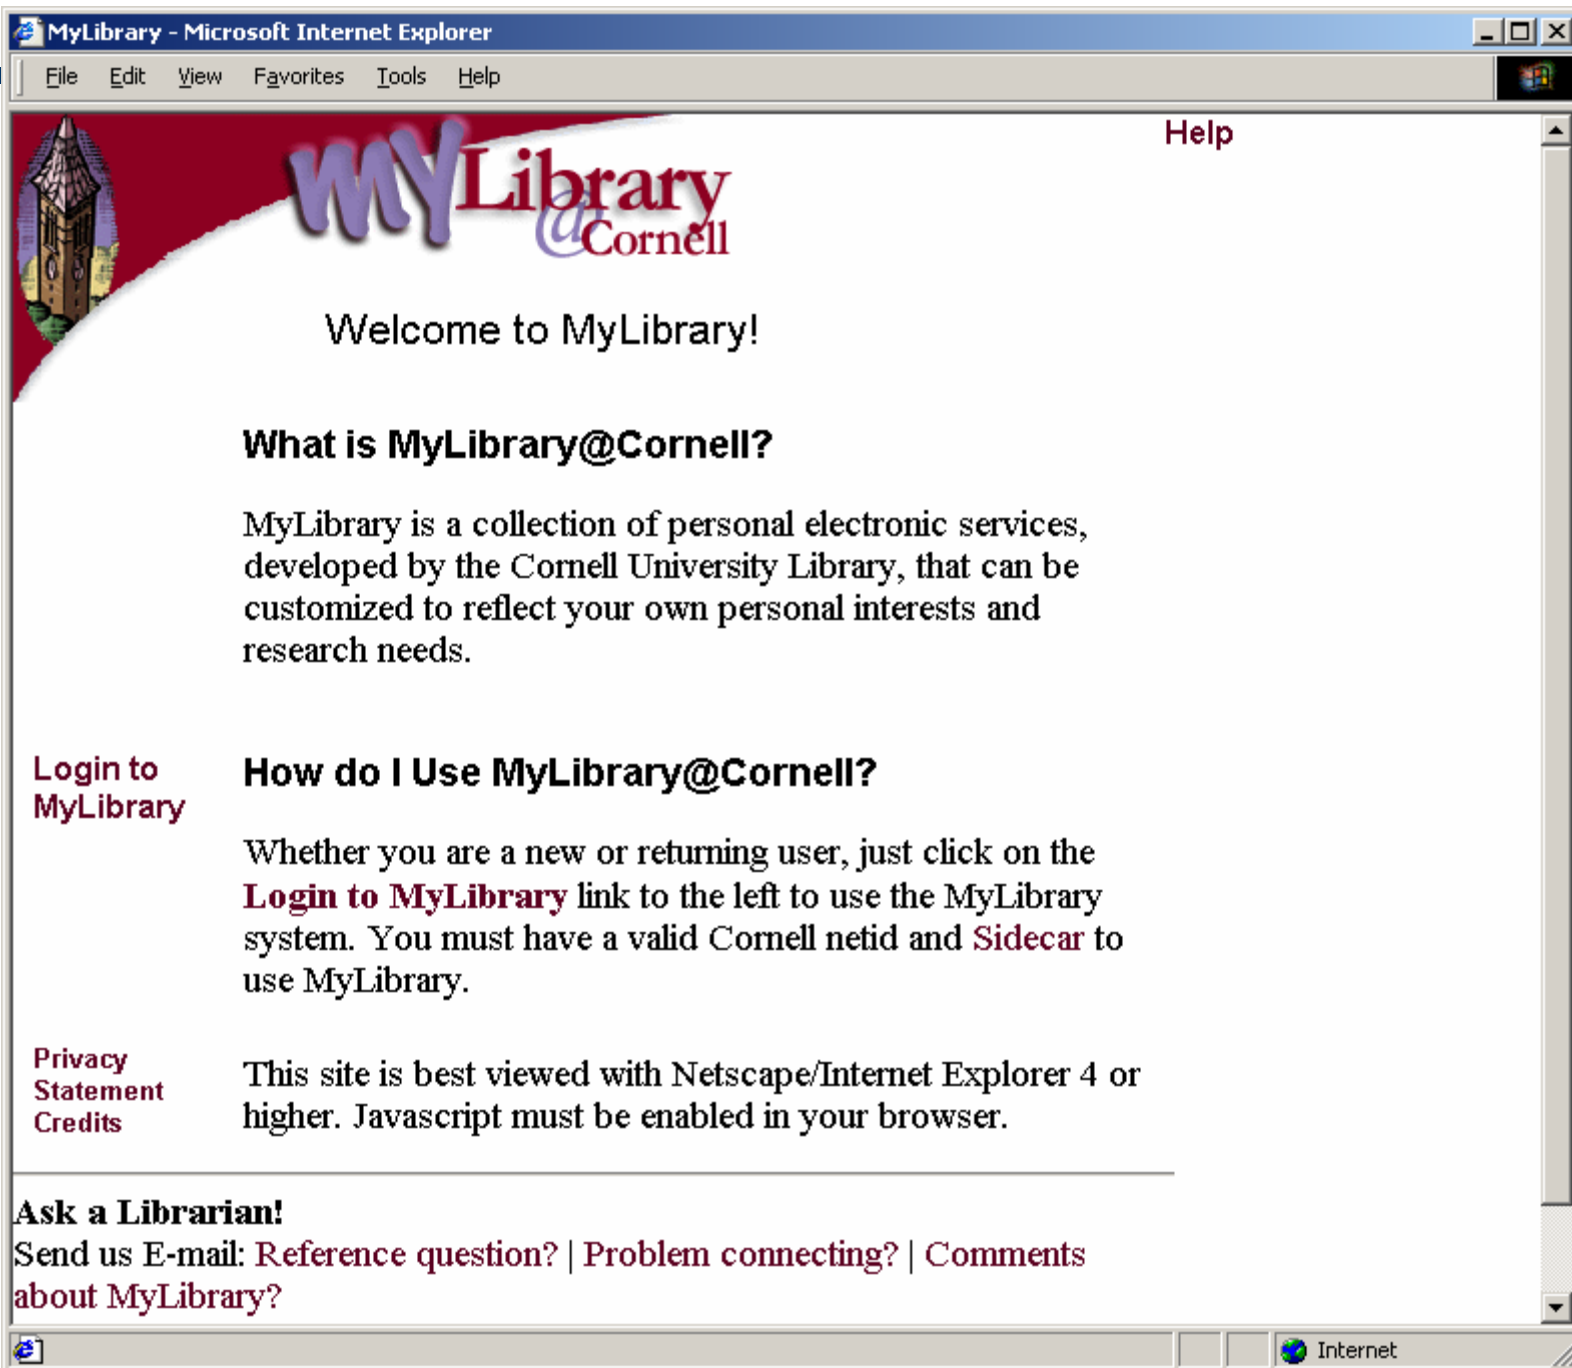 MyLibrary - Microsoft Internet Explorer
File Edit View Favorites Tools Help
Help
MYLibrary
@Cornell
Welcome to MyLibrary!
What is MyLibrary@Cornell?
MyLibrary is a collection of personal electronic services,
developed by the Cornell University Library, that can be
customized to reflect your own personal interests and
research needs.
Login to
MyLibrary
How do I Use MyLibrary@Cornell?
Whether you are a new or returning user, just click on the
Login to MyLibrary link to the left to use the MyLibrary
system. You must have a valid Cornell netid and Sidecar to
use MyLibrary.
Privacy
Statement
Credits
This site is best viewed with Netscape/Internet Explorer 4 or
higher. Javascript must be enabled in your browser.
Ask a Librarian!
Send us E-mail: Reference question? | Problem connecting? | Comments
about MyLibrary?
Internet